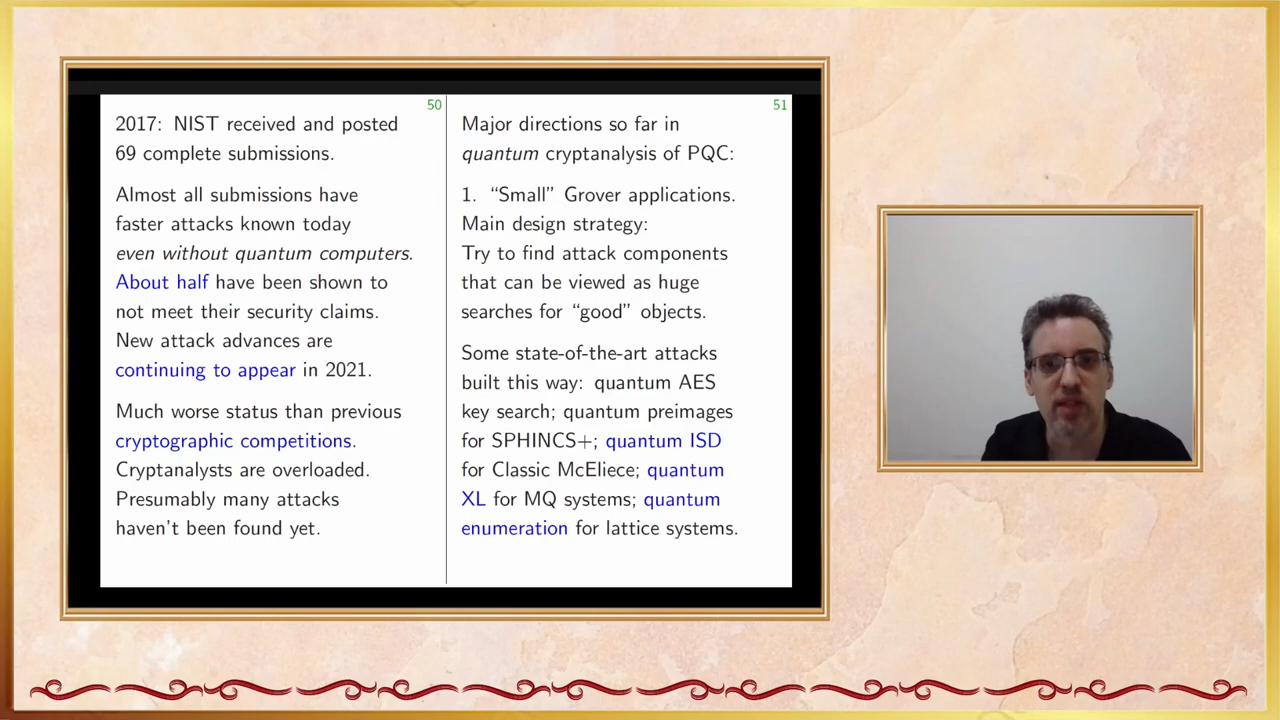 50
2017: NIST received and posted
69 complete submissions.
Almost all submissions have
faster attacks known today
even without quantum computers.
About half have been shown to
not meet their security claims.
New attack advances are
continuing to appear in 2021.
Much worse status than previous
cryptographic competitions.
Cryptanalysts are overloaded.
Presumably many attacks
haven't been found yet.
51
Major directions so far in
quantum cryptanalysis of PQC:
1. “Small” Grover applications.
Main design strategy:
Try to find attack components
that can be viewed as huge
searches for “good” objects.
Some state-of-the-art attacks
built this way: quantum AES
key search; quantum preimages
for SPHINCS+; quantum ISD
for Classic McEliece; quantum
XL for MQ systems; quantum
enumeration for lattice systems.